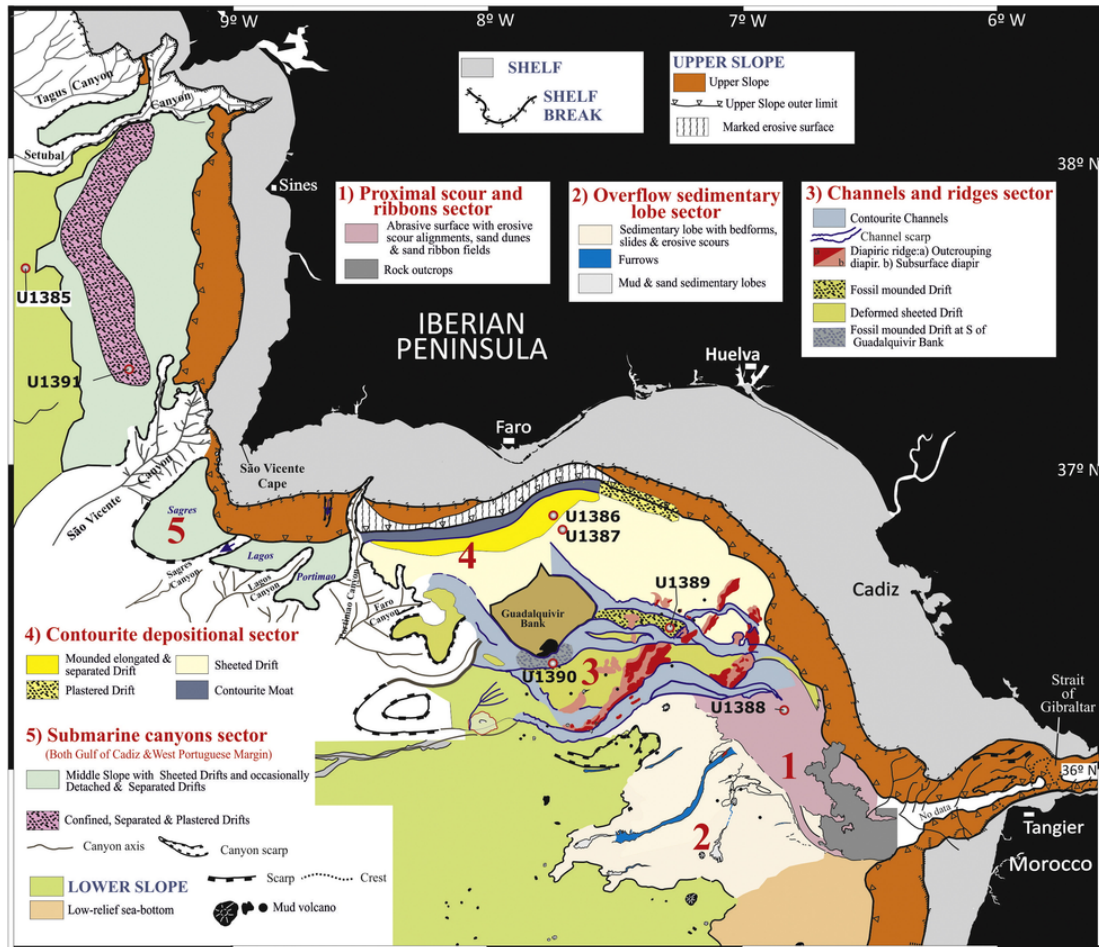 9º W
8º W
7º W
6º W
SHELF
SHELF
BREAK
UPPER SLOPE
Upper Slope
Upper Slope outer limit
Marked erosive surface
Tagus Canyon
Setubal Canyon
38º N
Sines
1) Proximal scour and
ribbons sector
Abrasive surface with erosive
scour alignments, sand dunes
& sand ribbon fields
Rock outcrops
2) Overflow sedimentary
lobe sector
Sedimentary lobe with bedforms,
slides & erosive scours
Furrows
Mud & sand sedimentary lobes
3) Channels and ridges sector
Contourite Channels
Channel scarp
Diapiric ridge:a) Outcrouping
diapir. b) Subsurface diapir
Fossil mounded Drift
Deformed sheeted Drift
Fossil mounded Drift at S of
Guadalquivir Bank
U1385
U1391
IBERIAN
PENINSULA
Huelva
Faro
37º N
São Vicente
Cape
São Vicente Canyon
Sagres
5
Lagos
Portimao
Sagres
Canyon
Lagos
Canyon
Portimao Canyon
Faro
Canyon
U1386
U1387
4
U1389
Cadiz
Guadalquivir
Bank
3
U1390
U1388
Strait of
Gibraltar
1
36º N
No data
Tangier
Morocco
2
4) Contourite depositional sector
Mounded elongated &
separated Drift
Sheeted Drift
Plastered Drift
Contourite Moat
5) Submarine canyons sector
(Both Gulf of Cadiz &West Portuguese Margin)
Middle Slope with Sheeted Drifts and occasionally
Detached & Separated Drifts
Confined, Separated & Plastered Drifts
Canyon axis
Canyon scarp
LOWER SLOPE
Scarp
Crest
Low-relief sea-bottom
Mud volcano